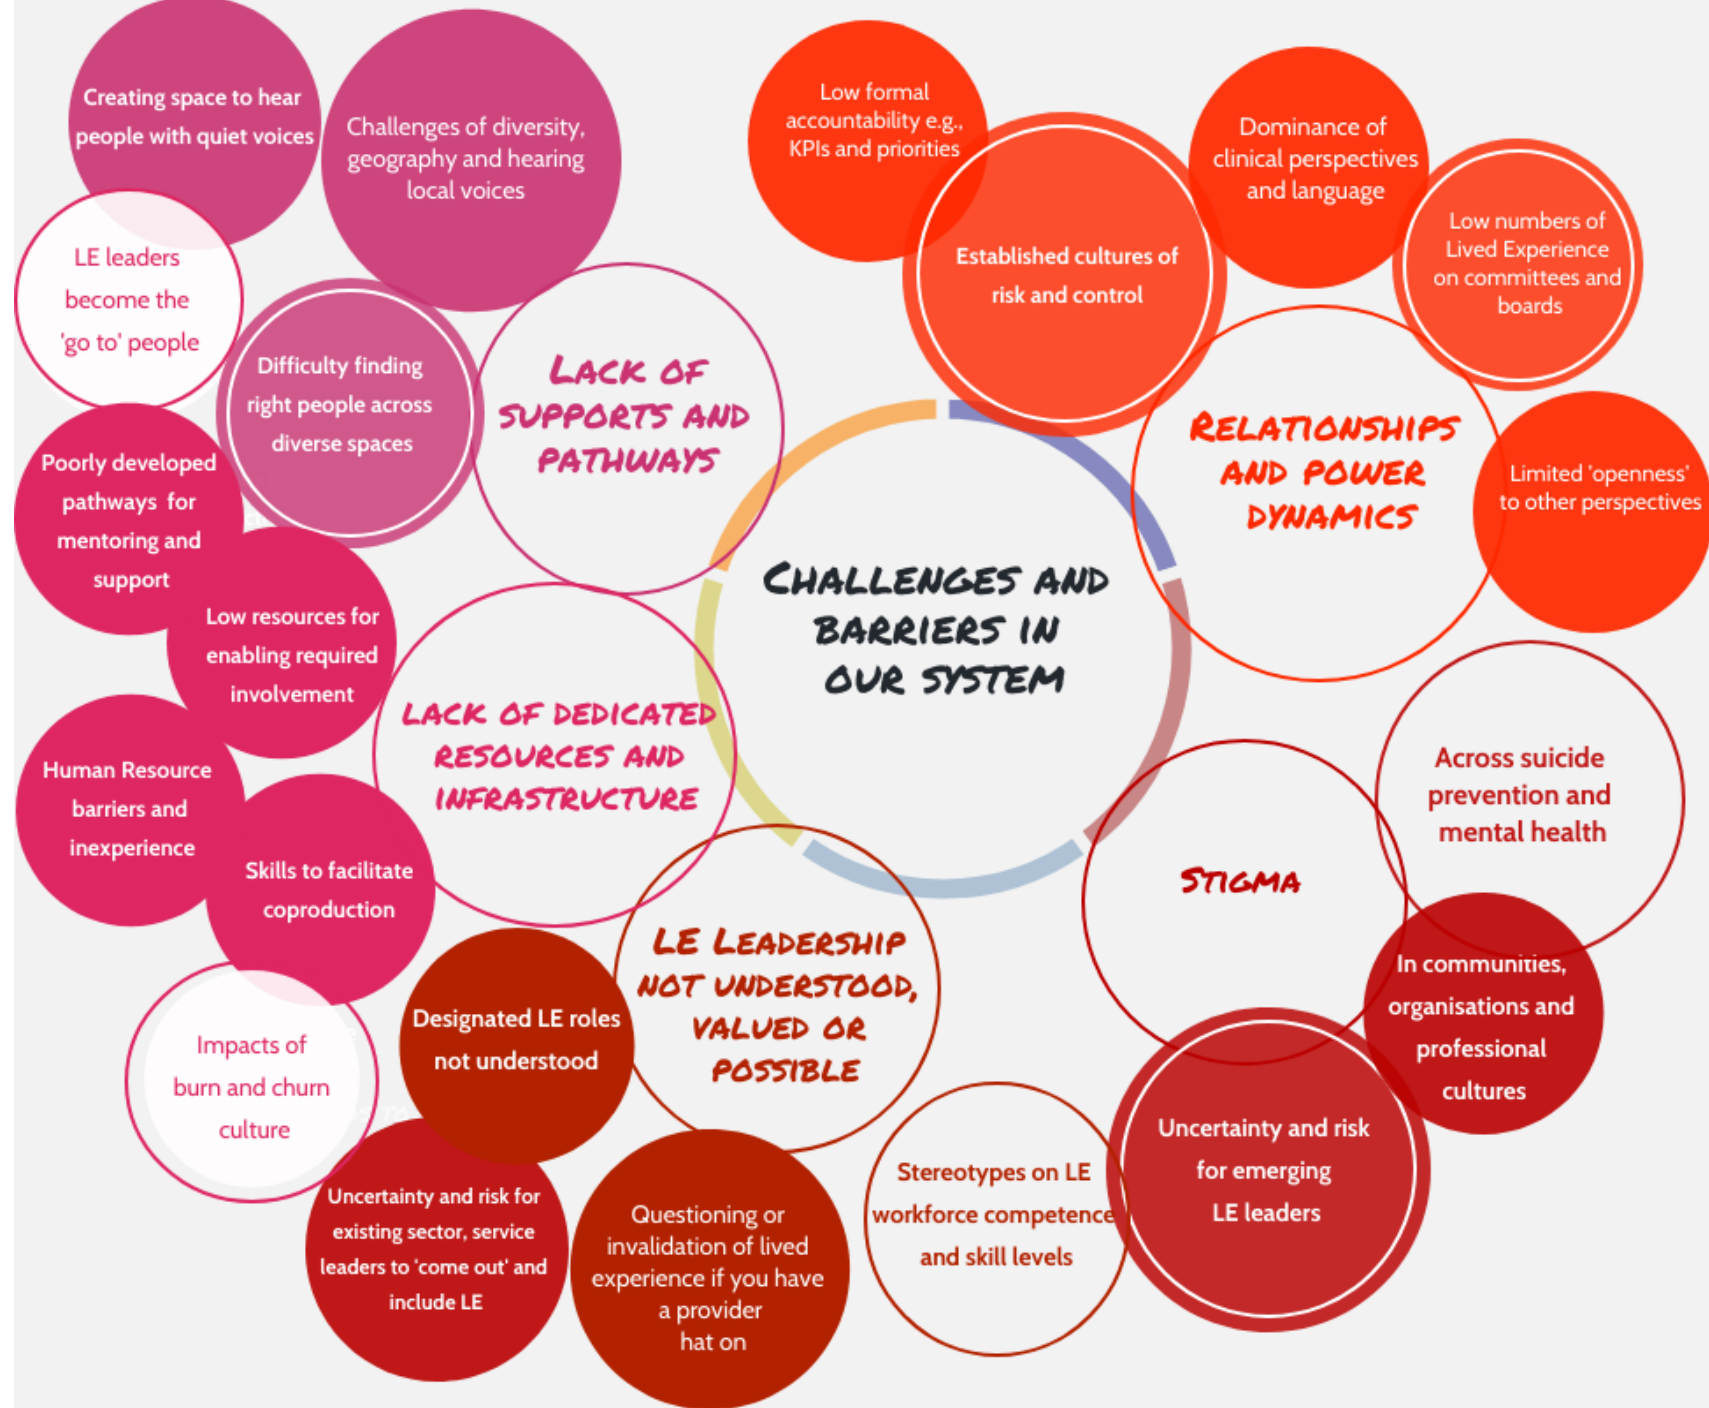 Creating space to hear
people with quiet voices
Challenges of diversity,
geography and hearing
local voices
LE leaders
become the
'go to' people
Difficulty finding
right people across
diverse spaces
LACK OF
SUPPORTS AND
PATHWAYS
Poorly developed
pathways for
mentoring and
support
Low resources for
enabling required
involvement
LACK OF DEDICATED
RESOURCES AND
INFRASTRUCTURE
Human Resource
barriers and
inexperience
Skills to facilitate
coproduction
Impacts of
burn and churn
culture
Low formal
accountability e.g.,
KPIs and priorities
Established cultures of
risk and control
Dominance of
clinical perspectives
and language
Low numbers of
Lived Experience
on committees and
boards
RELATIONSHIPS
AND POWER
DYNAMICS
Limited 'openness'
to other perspectives
CHALLENGES AND
BARRIERS IN
OUR SYSTEM
STIGMA
Across suicide
prevention and
mental health
In communities,
organisations and
professional
cultures
Uncertainty and risk
for emerging
LE leaders
LE LEADERSHIP
NOT UNDERSTOOD,
VALUED OR
POSSIBLE
Designated LE roles
not understood
Uncertainty and risk for
existing sector, service
leaders to 'come out' and
include LE
Questioning or
invalidation of lived
experience if you have
a provider
hat on
Stereotypes on LE
workforce competence
and skill levels